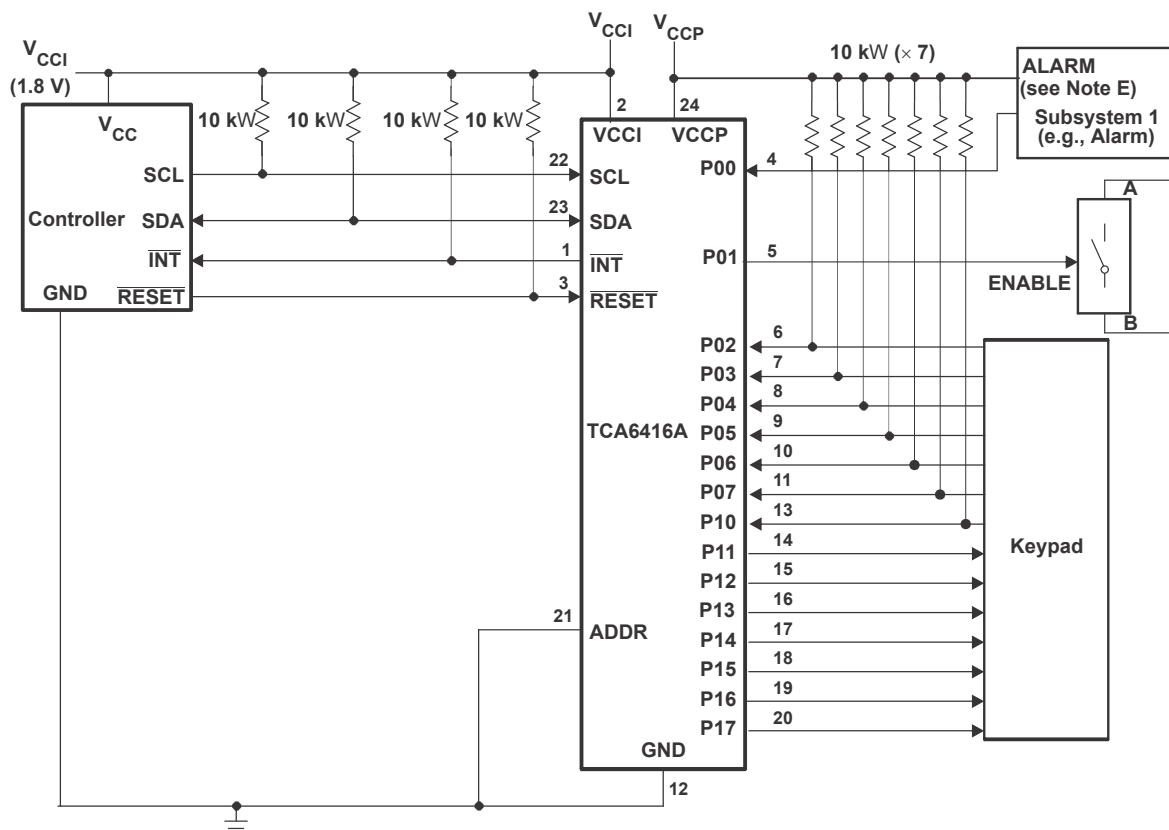 V CCI
(1.8 V)
V CCI
V CCP
10 kW (× 7)
ALARM
(see Note E)
Subsystem 1
(e.g., Alarm)
V CC
10 kW
10 kW
10 kW
10 kW
2
24
VCCI
VCCP
SCL
22
SCL
P00
4
A
Controller
SDA
23
SDA
INT
1
INT
P01
5
ENABLE
GND
RESET
3
RESET
B
P02
6
P03
7
P04
8
TCA6416A
P05
9
P06
10
P07
11
P10
13
Keypad
P11
14
P12
15
P13
16
21
ADDR
P14
17
P15
18
P16
19
P17
20
GND
12